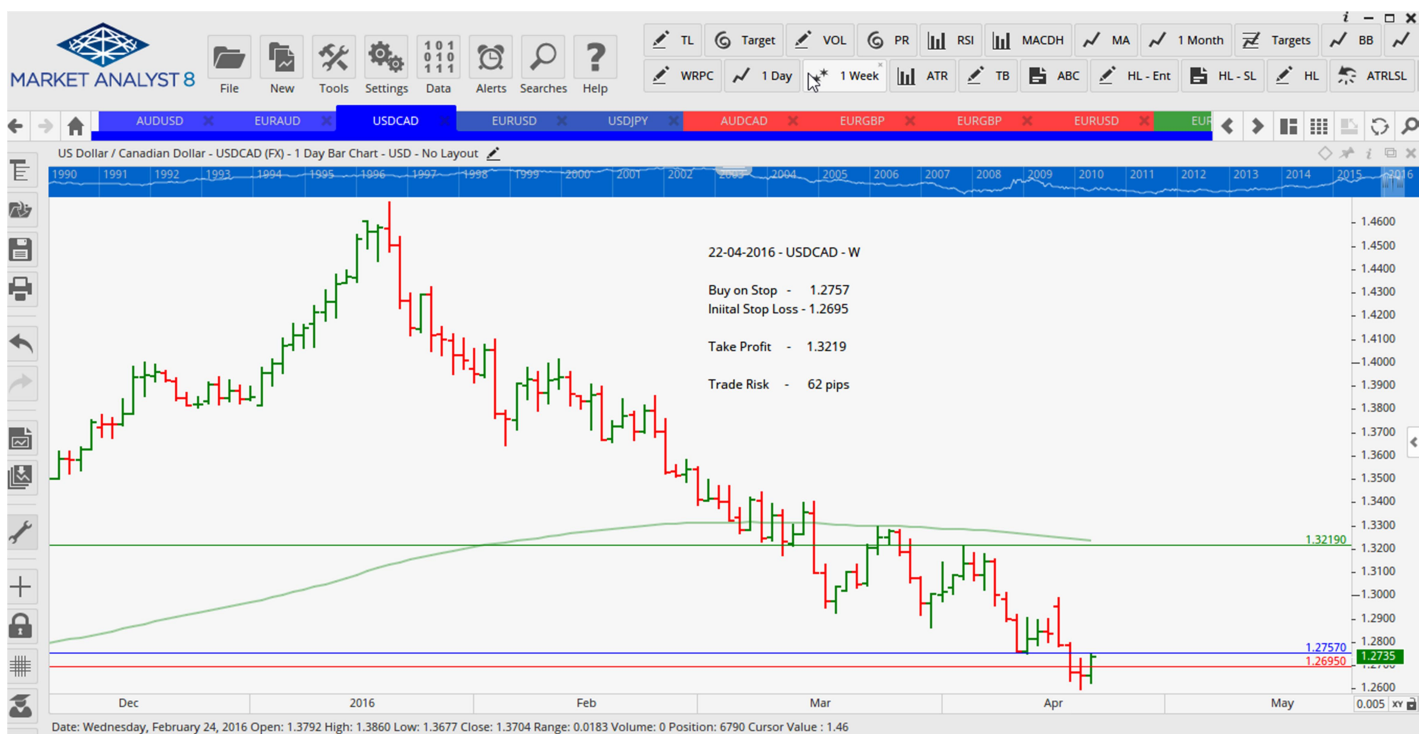 MARKET ANALYST 8
File New Tools Settings Data Alerts Searches Help
TL Target VOL PR RSI MACDH MA 1 Month Targets BB
WRPC 1 Day 1 Week ATR TB ABC HL - Ent HL - SL HL ATRLSL
AUDUSD EURAUD USDCAD EURUSD USDJPY AUDCAD EURGBP EURGBP EURUSD EUR
US Dollar / Canadian Dollar - USDCAD (FX) - 1 Day Bar Chart - USD - No Layout
1990 1991 1992 1993 1994 1995 1996 1997 1998 1999 2000 2001 2002 2003 2004 2005 2006 2007 2008 2009 2010 2011 2012 2013 2014 2015 2016
22-04-2016 - USDCAD - W
Buy on Stop - 1.2757
Iniital Stop Loss - 1.2695
Take Profit - 1.3219
Trade Risk - 62 pips
1.4600
1.4500
1.4400
1.4300
1.4200
1.4100
1.4000
1.3900
1.3800
1.3700
1.3600
1.3500
1.3400
1.3300
1.32190
1.3200
1.3100
1.3000
1.2900
1.2800
1.27570
1.2735
1.26950
1.2700
1.2600
Dec 2016 Feb Mar Apr May 0.005 XY
Date: Wednesday, February 24, 2016 Open: 1.3792 High: 1.3860 Low: 1.3677 Close: 1.3704 Range: 0.0183 Volume: 0 Position: 6790 Cursor Value : 1.46